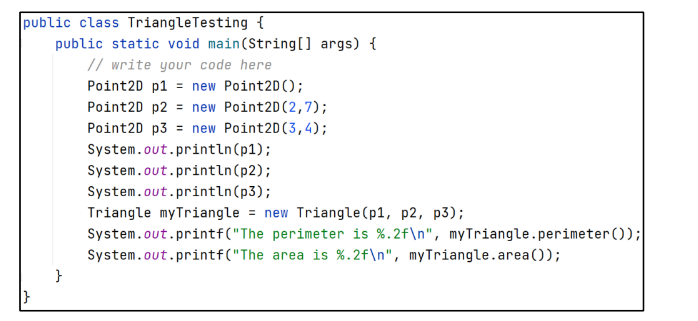 public class TriangleTesting {
    public static void main(String[] args) {
        // write your code here
        Point2D p1 = new Point2D();
        Point2D p2 = new Point2D(2,7);
        Point2D p3 = new Point2D(3,4);
        System.out.println(p1);
        System.out.println(p2);
        System.out.println(p3);
        Triangle myTriangle = new Triangle(p1, p2, p3);
        System.out.printf("The perimeter is %.2f\n", myTriangle.perimeter());
        System.out.printf("The area is %.2f\n", myTriangle.area());
    }
}